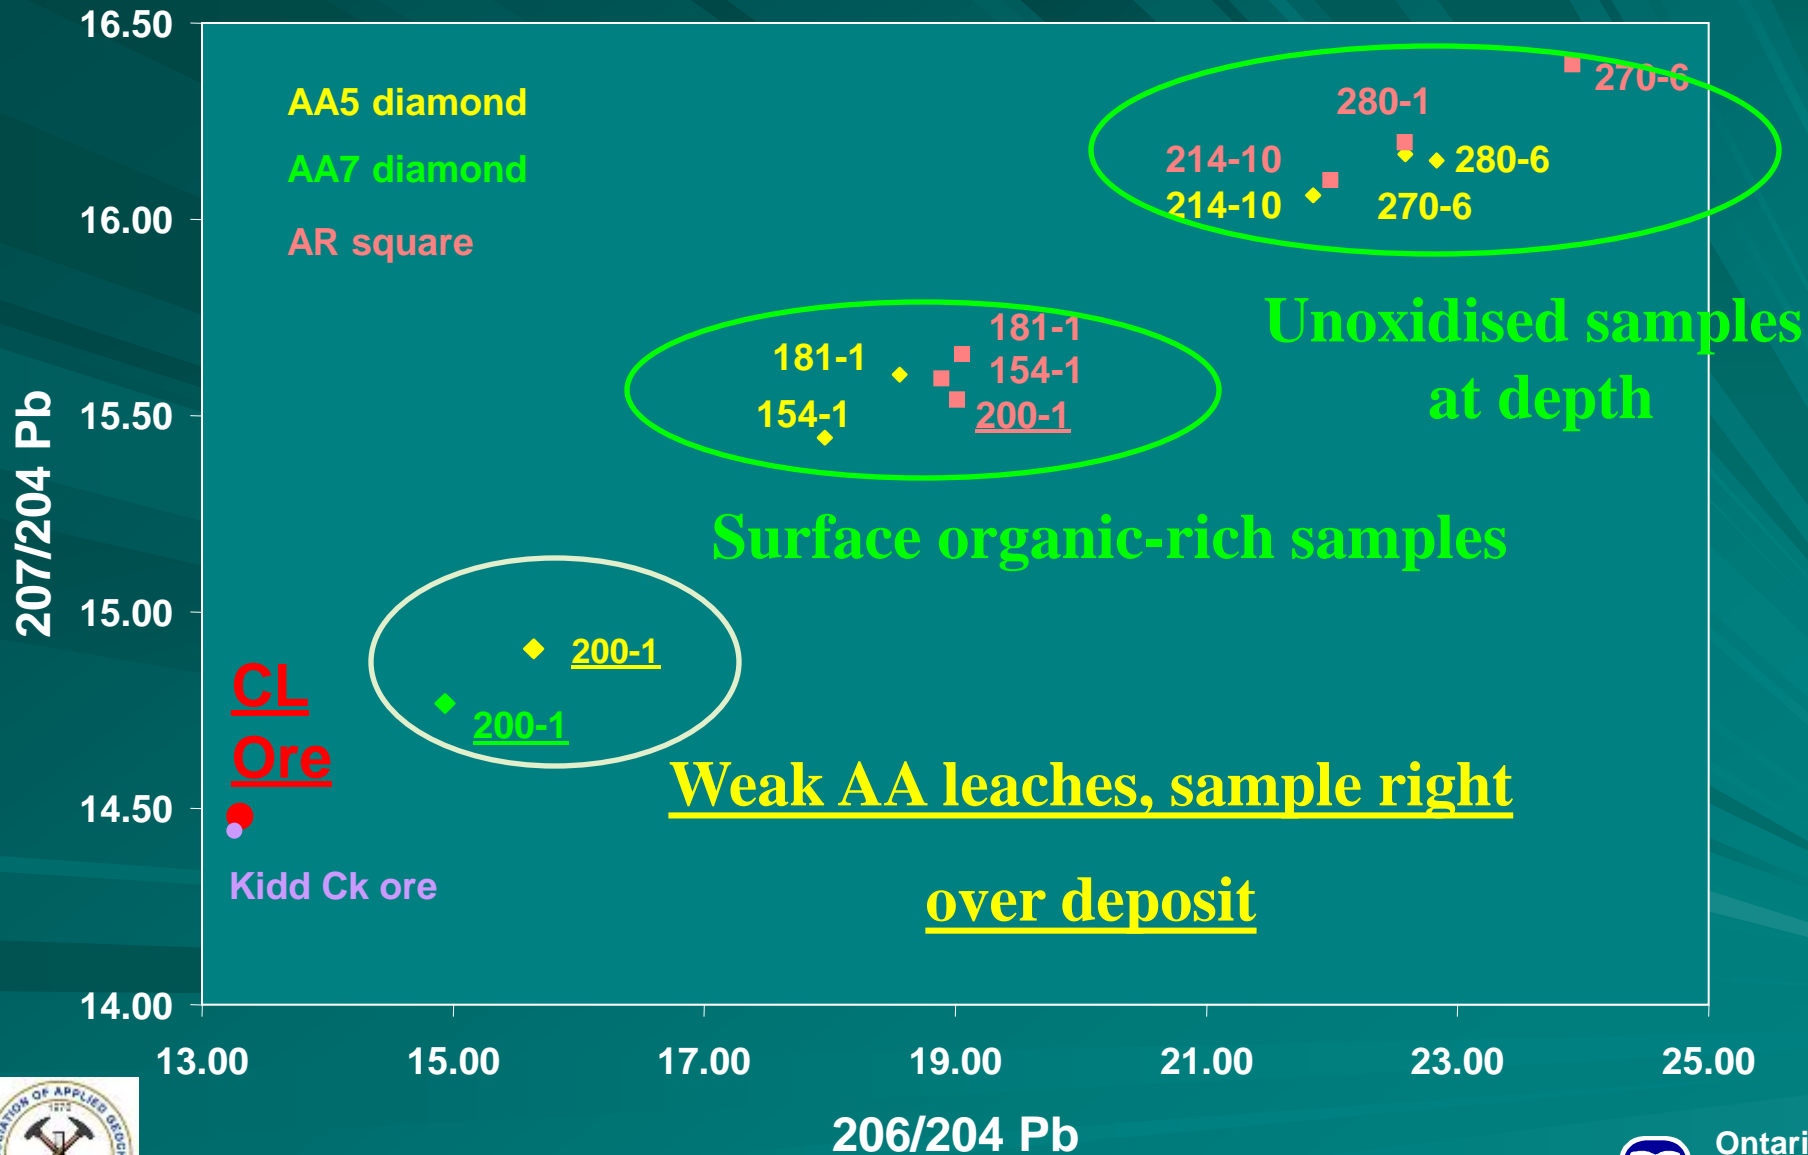 16.50
AA5 diamond
AA7 diamond
AR square
270-6
280-1
214-10
280-6
214-10
270-6
16.00
Unoxidised samples
at depth
181-1
181-1
154-1
154-1
200-1
15.50
Surface organic-rich samples
207/204 Pb
15.00
200-1
200-1
CL
Ore
Weak AA leaches, sample right
over deposit
14.50
Kidd Ck ore
14.00
13.00 15.00 17.00 19.00 21.00 23.00 25.00
206/204 Pb
OF APPLIED